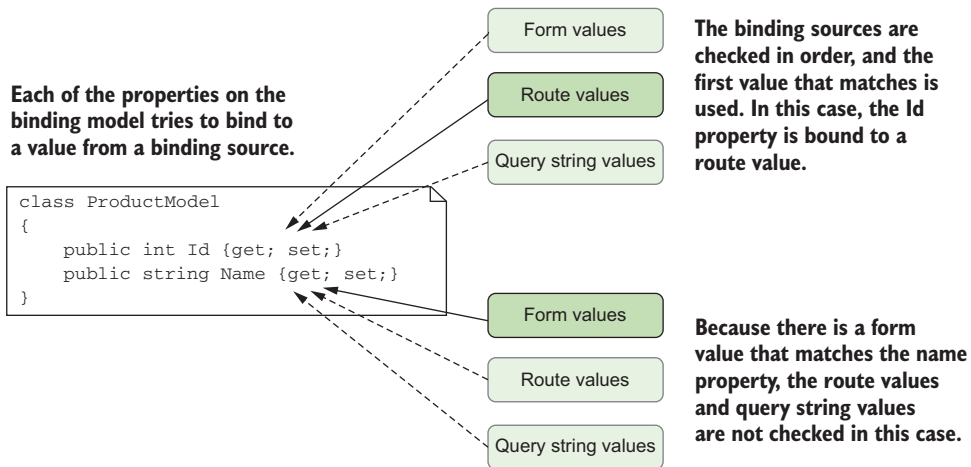 Each of the properties on the
binding model tries to bind to
a value from a binding source.
class ProductModel
{
    public int Id {get; set;}
    public string Name {get; set;}
}
Form values
Route values
Query string values
The binding sources are
checked in order, and the
first value that matches is
used. In this case, the Id
property is bound to a
route value.
Form values
Route values
Query string values
Because there is a form
value that matches the name
property, the route values
and query string values
are not checked in this case.